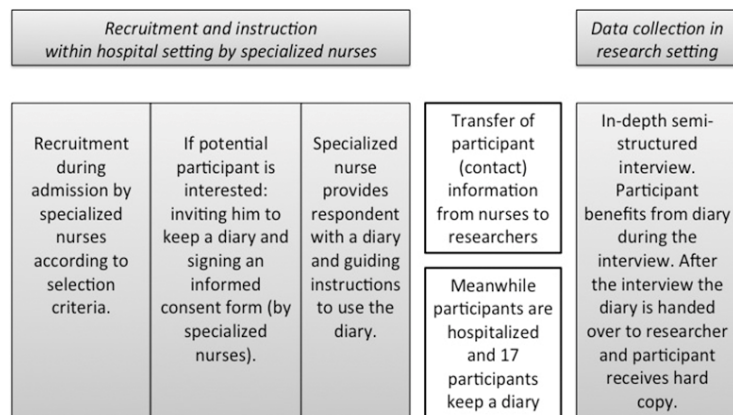 Recruitment and instruction
within hospital setting by specialized nurses
Data collection in
research setting
Recruitment
during
admission by
specialized
nurses
according to
selection
criteria.
If potential
participant is
interested:
inviting him to
keep a diary and
signing an
informed
consent form (by
specialized
nurses).
Specialized
nurse
provides
respondent
with a diary
and guiding
instructions
to use the
diary.
Transfer of
participant
(contact)
information
from nurses to
researchers
Meanwhile
participants are
hospitalized
and 17
participants
keep a diary
In-depth semi-
structured
interview.
Participant
benefits from diary
during the
interview. After
the interview the
diary is handed
over to researcher
and participant
receives hard
copy.